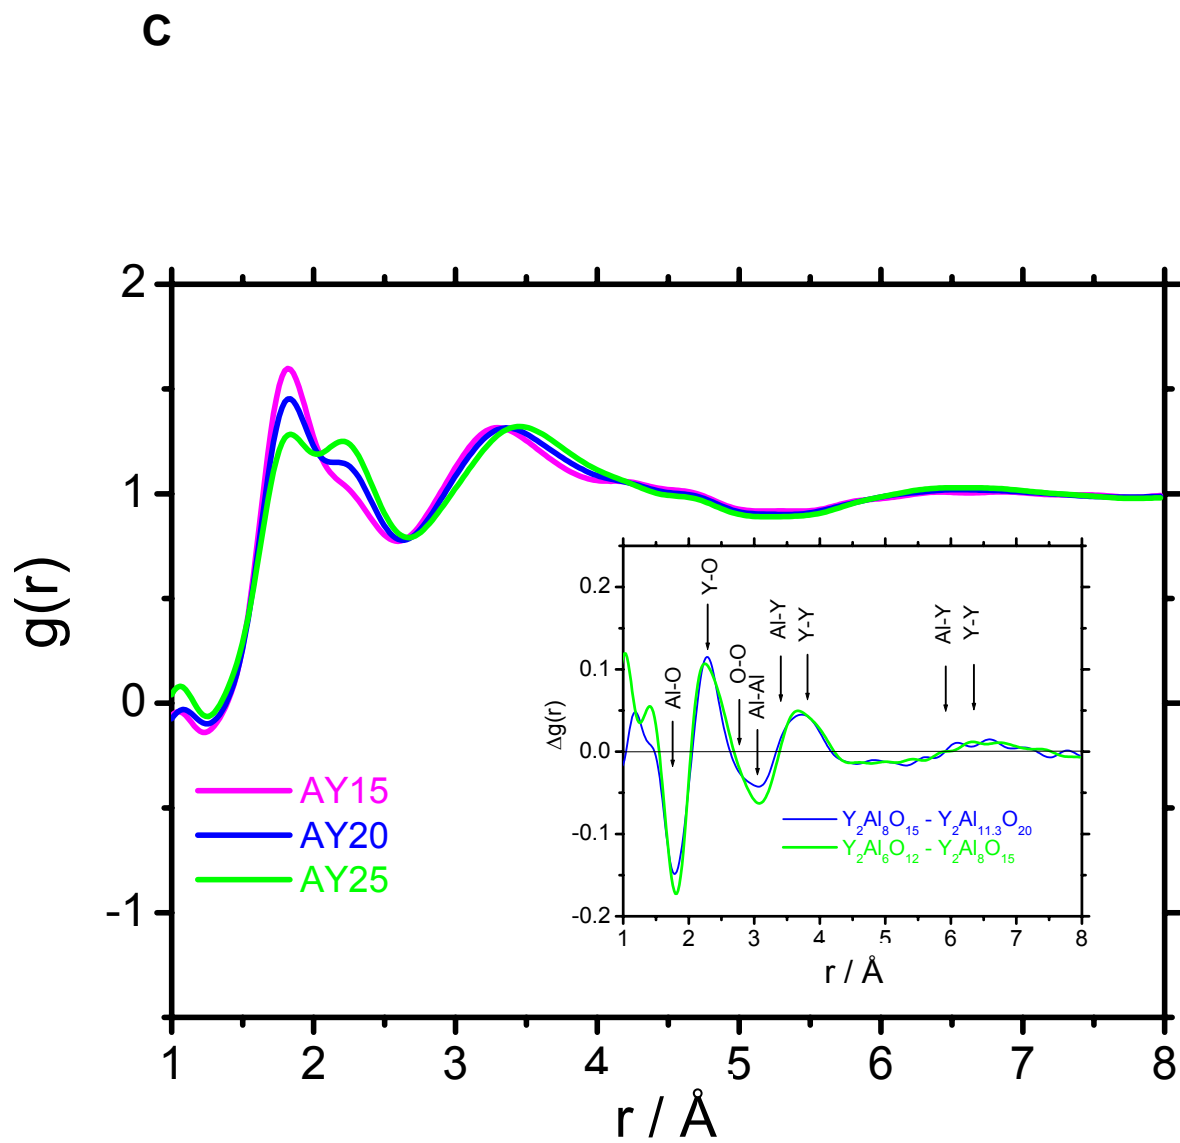 C
2
1
0
-1
g(r)
AY15
AY20
AY25
1 2 3 4 5 6 7 8
r / Å
0.2
0.1
0.0
-0.1
-0.2
Δg(r)
Al-O
Y-O
O-O
Al-Al
Al-Y
Y-Y
Al-Y
Y-Y
Y₂Al₈O₁₅ - Y₂Al₁₁.₃O₂₀
Y₂Al₆O₁₂ - Y₂Al₈O₁₅
1 2 3 4 5 6 7 8
r / Å